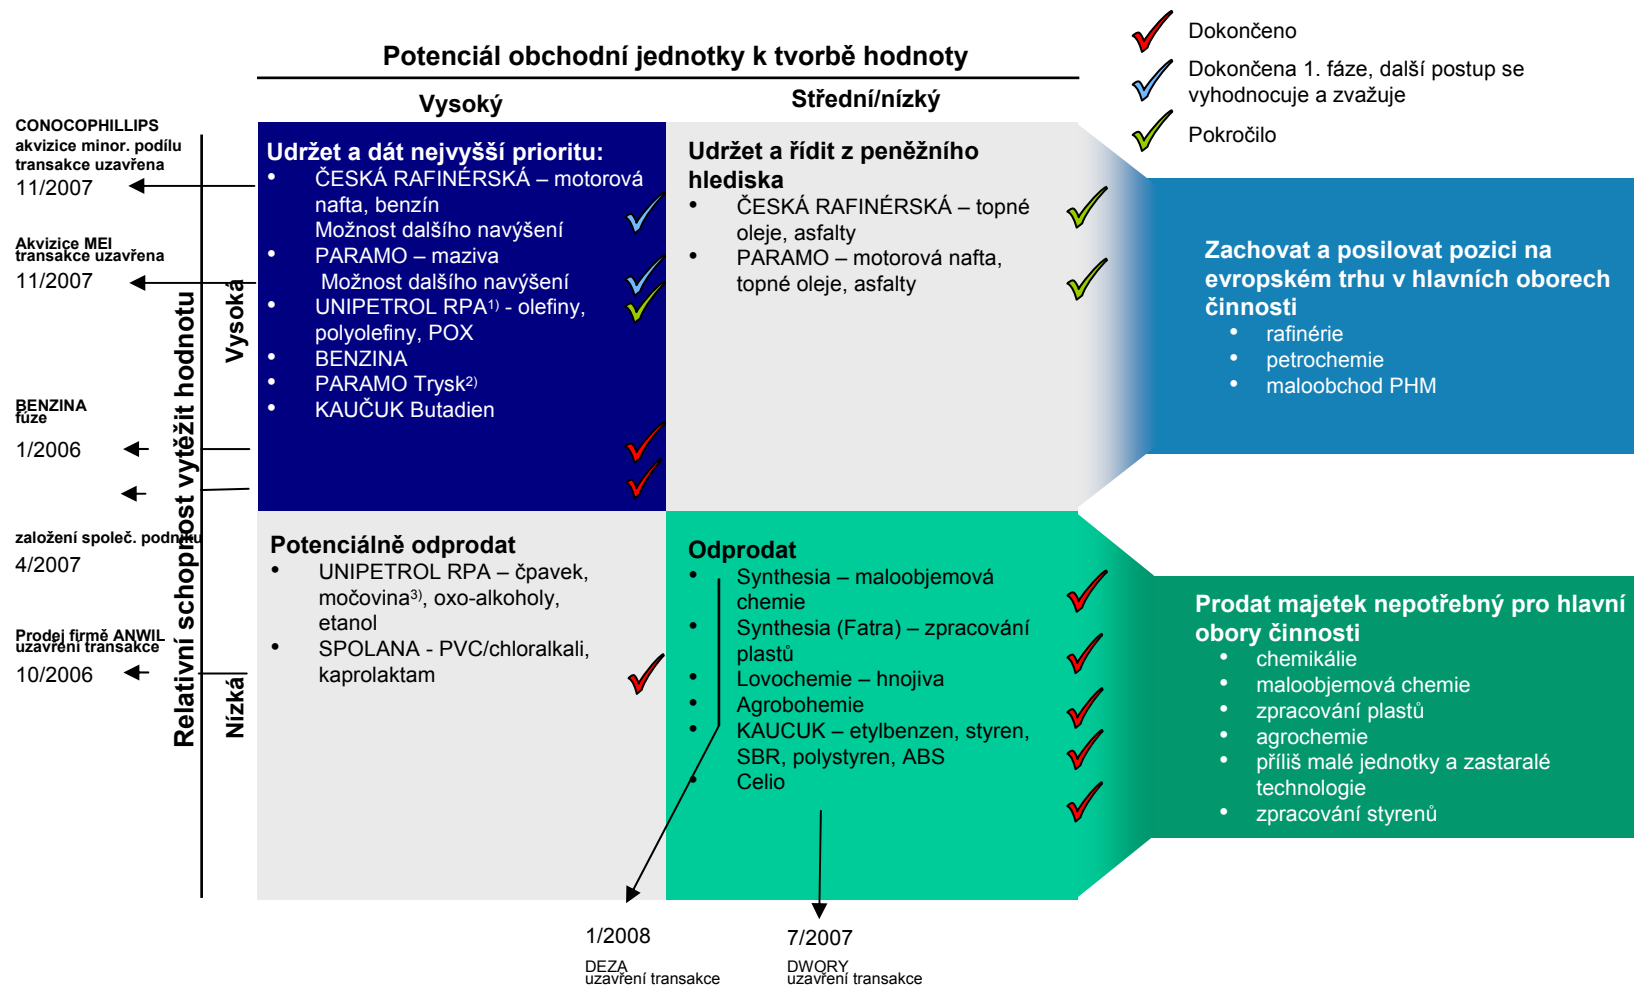 Dokončeno
Dokončena 1. fáze, další postup se
vyhodnocuje a zvažuje
Pokročilo
Potenciál obchodní jednotky k tvorbě hodnoty
Vysoký
Střední/nízký
CONOCOPHILLIPS
akvizice minor. podílu
transakce uzavřena
11/2007
Akvizice MEI
transakce uzavřena
11/2007
BENZINA
fúze
1/2006
založení společ. podniku
4/2007
Prodej firmě ANWIL
uzavření transakce
10/2006
Relativní schopnost vytěžit hodnotu
Vysoká
Nízká
Udržet a dát nejvyšší prioritu:
• ČESKÁ RAFINÉRSKÁ – motorová
nafta, benzín
Možnost dalšího navýšení
• PARAMO – maziva
Možnost dalšího navýšení
• UNIPETROL RPA1) - olefiny,
polyolefiny, POX
• BENZINA
• PARAMO Trysk2)
• KAUČUK Butadien
Udržet a řídit z peněžního
hlediska
• ČESKÁ RAFINÉRSKÁ – topné
oleje, asfalty
• PARAMO – motorová nafta,
topné oleje, asfalty
Zachovat a posilovat pozici na
evropském trhu v hlavních oborech
činnosti
• rafinérie
• petrochemie
• maloobchod PHM
Potenciálně odprodat
• UNIPETROL RPA – čpavek,
močovina3), oxo-alkoholy,
etanol
• SPOLANA - PVC/chloralkali,
kaprolaktam
Odprodat
• Synthesia – maloobjemová
chemie
• Synthesia (Fatra) – zpracování
plastů
• Lovochemie – hnojiva
• Agrobohemie
• KAUCUK – etylbenzen, styren,
SBR, polystyren, ABS
• Celio
Prodat majetek nepotřebný pro hlavní
obory činnosti
• chemikálie
• maloobjemová chemie
• zpracování plastů
• agrochemie
• příliš malé jednotky a zastaralé
technologie
• zpracování styrenů
1/2008
DEZA
uzavření transakce
7/2007
DWORY
uzavření transakce